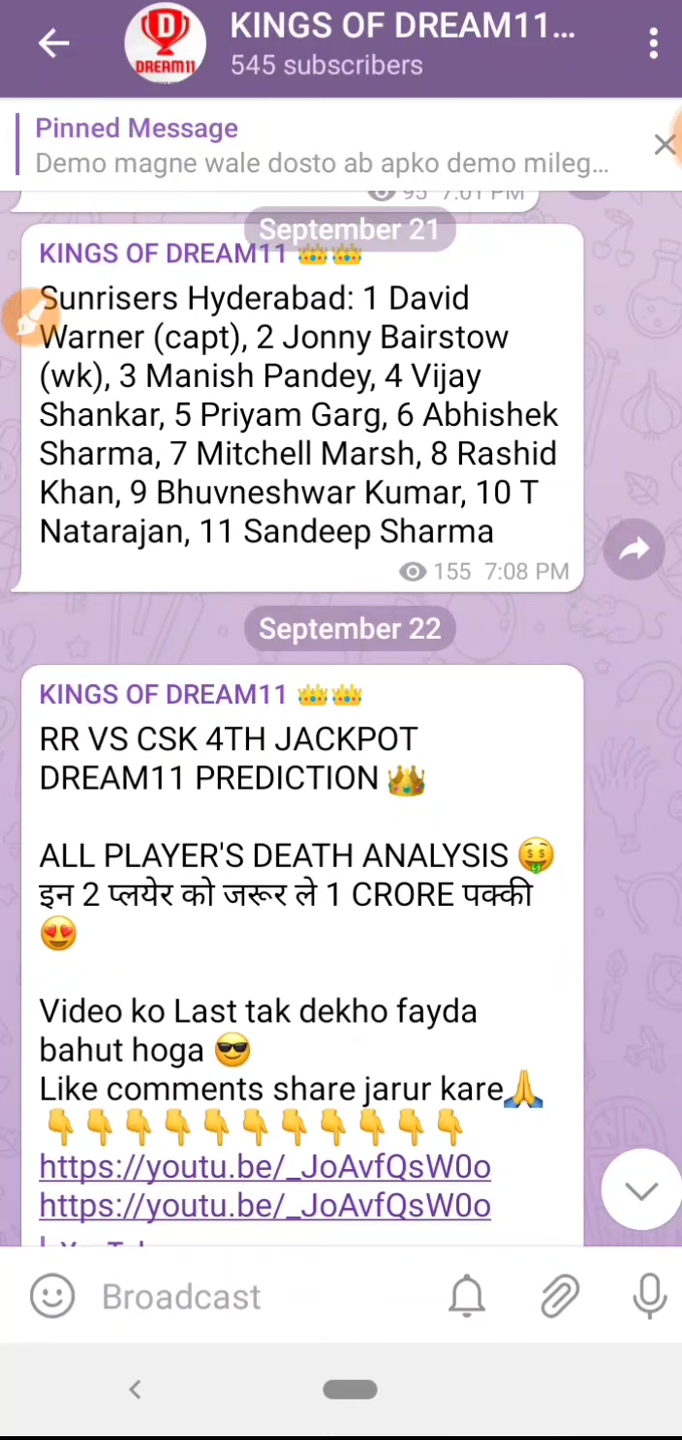 KINGS OF DREAM11...
545 subscribers
DREAM11
Pinned Message
Demo magne wale dosto ab apko demo mileg...
95 7:01 PM
September 21
KINGS OF DREAM11 👑👑
Sunrisers Hyderabad: 1 David
Warner (capt), 2 Jonny Bairstow
(wk), 3 Manish Pandey, 4 Vijay
Shankar, 5 Priyam Garg, 6 Abhishek
Sharma, 7 Mitchell Marsh, 8 Rashid
Khan, 9 Bhuvneshwar Kumar, 10 T
Natarajan, 11 Sandeep Sharma
155 7:08 PM
September 22
KINGS OF DREAM11 👑👑
RR VS CSK 4TH JACKPOT
DREAM11 PREDICTION 👑
ALL PLAYER'S DEATH ANALYSIS 🤑
इन 2 प्लयेर को जरूर ले 1 CRORE पक्की
😍
Video ko Last tak dekho fayda
bahut hoga 😎
Like comments share jarur kare🙏
👇👇👇👇👇👇👇👇👇👇👇
https://youtu.be/_JoAvfQsW0o
https://youtu.be/_JoAvfQsW0o
Broadcast